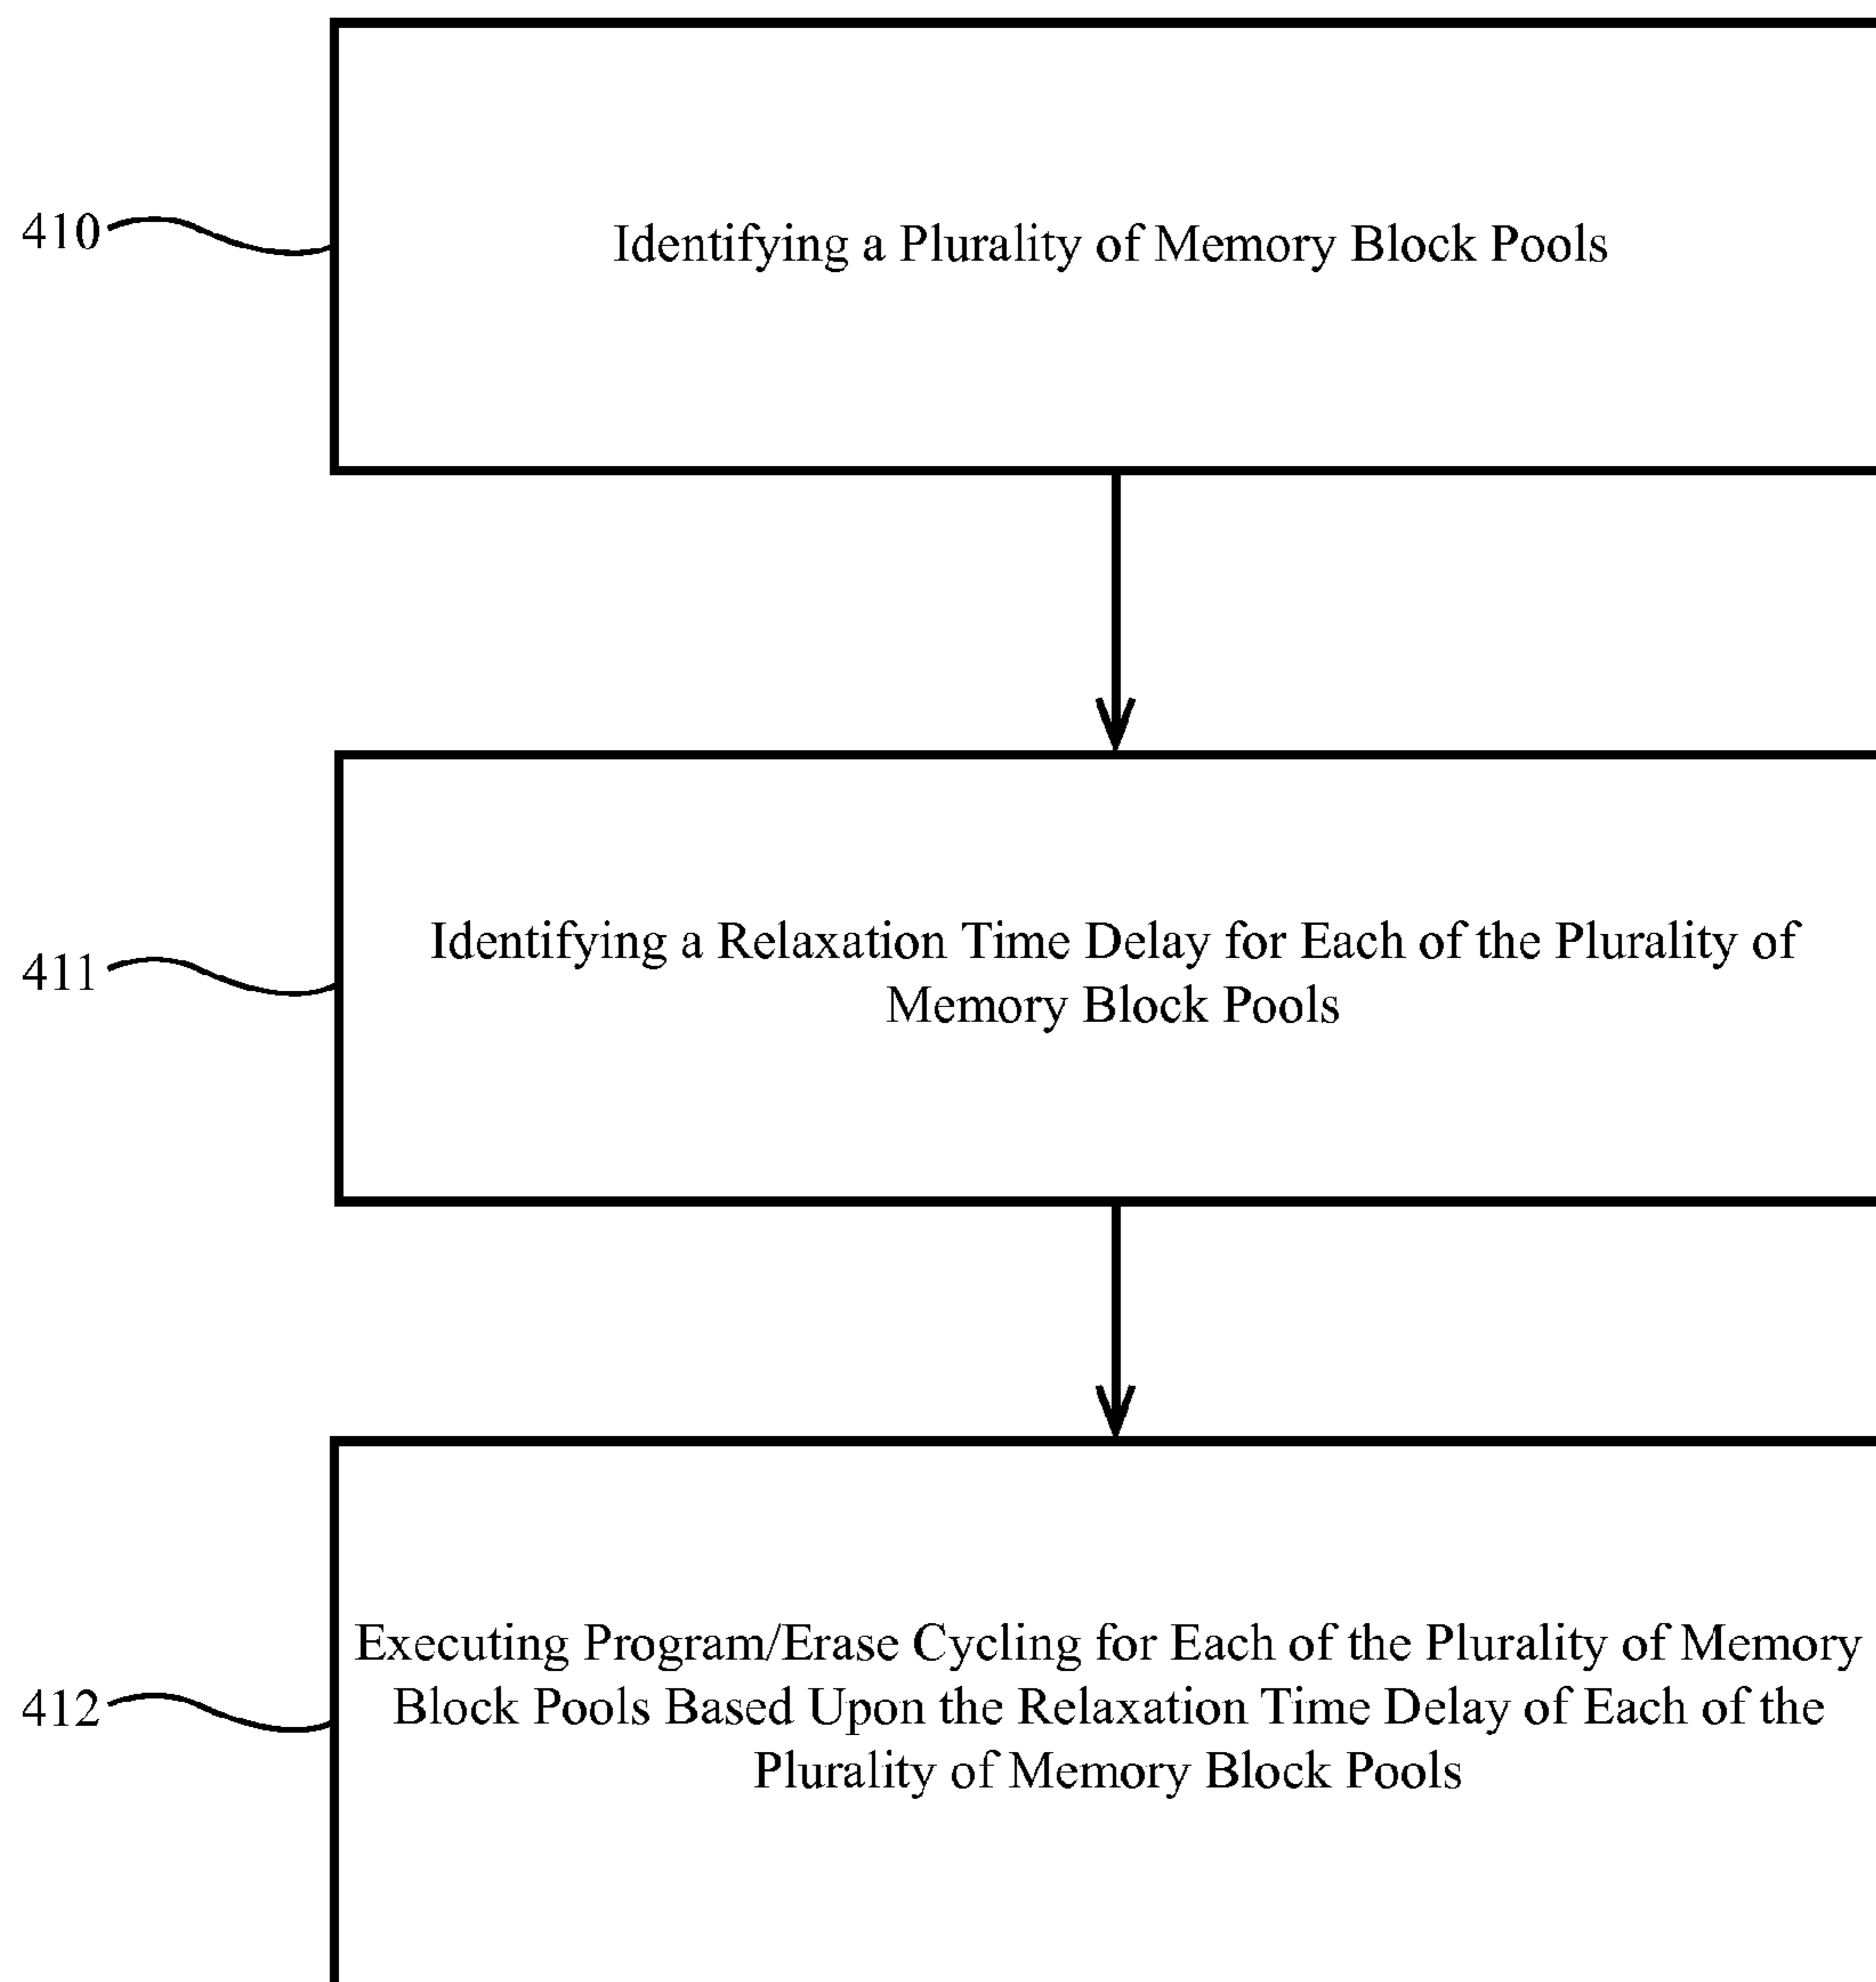 410
Identifying a Plurality of Memory Block Pools
411
Identifying a Relaxation Time Delay for Each of the Plurality of
Memory Block Pools
412
Executing Program/Erase Cycling for Each of the Plurality of Memory
Block Pools Based Upon the Relaxation Time Delay of Each of the
Plurality of Memory Block Pools